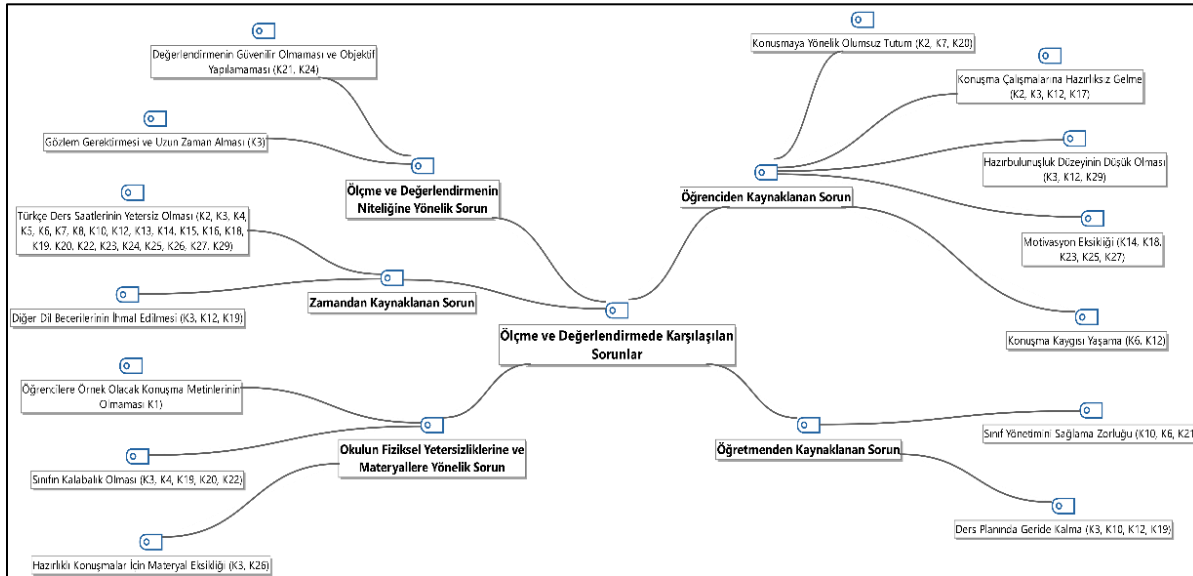 Değerlendirmenin Güvenilir Olmaması ve Objektif
Yapılamaması (K21, K24)
Gözlem Gerektirmesi ve Uzun Zaman Alması (K3)
Ölçme ve Değerlendirmenin
Niteliğine Yönelik Sorun
Türkçe Ders Saatlerinin Yetersiz Olması (K2, K3, K4,
K5, K6, K7, K8, K10, K12, K13, K14, K15, K16, K18,
K19, K20, K22, K23, K24, K25, K26, K27, K29)
Zamandan Kaynaklanan Sorun
Diğer Dil Becerilerinin İhmal Edilmesi (K3, K12, K19)
Konuşmaya Yönelik Olumsuz Tutum (K2, K7, K20)
Konuşma Çalışmalarına Hazırlıksız Gelme
(K2, K3, K12, K17)
Hazırbulunuşluk Düzeyinin Düşük Olması
(K3, K12, K29)
Öğrenciden Kaynaklanan Sorun
Motivasyon Eksikliği (K14, K18,
K23, K25, K27)
Konuşma Kaygısı Yaşama (K6, K12)
Ölçme ve Değerlendirmede Karşılaşılan
Sorunlar
Öğrencilere Örnek Olacak Konuşma Metinlerinin
Olmaması K1)
Okulun Fiziksel Yetersizliklerine ve
Materyallere Yönelik Sorun
Sınıfın Kalabalık Olması (K3, K4, K19, K20, K22)
Hazırlıklı Konuşmalar İçin Materyal Eksikliği (K3, K26)
Öğretmenden Kaynaklanan Sorun
Sınıf Yönetimini Sağlama Zorluğu (K10, K6, K21
Ders Planında Geride Kalma (K3, K10, K12, K19)